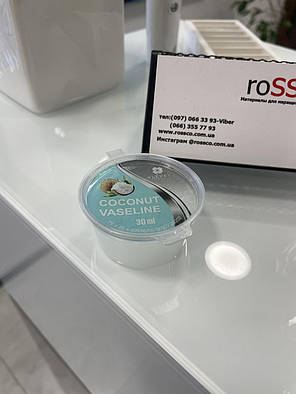 roSS
Материалы для наращи
тел:(097) 066 33 93-Viber
(066) 355 77 93
www.rossco.com.ua
Инстаграм @rossco.com.ua
COCONUT
VASELINE
30 ml